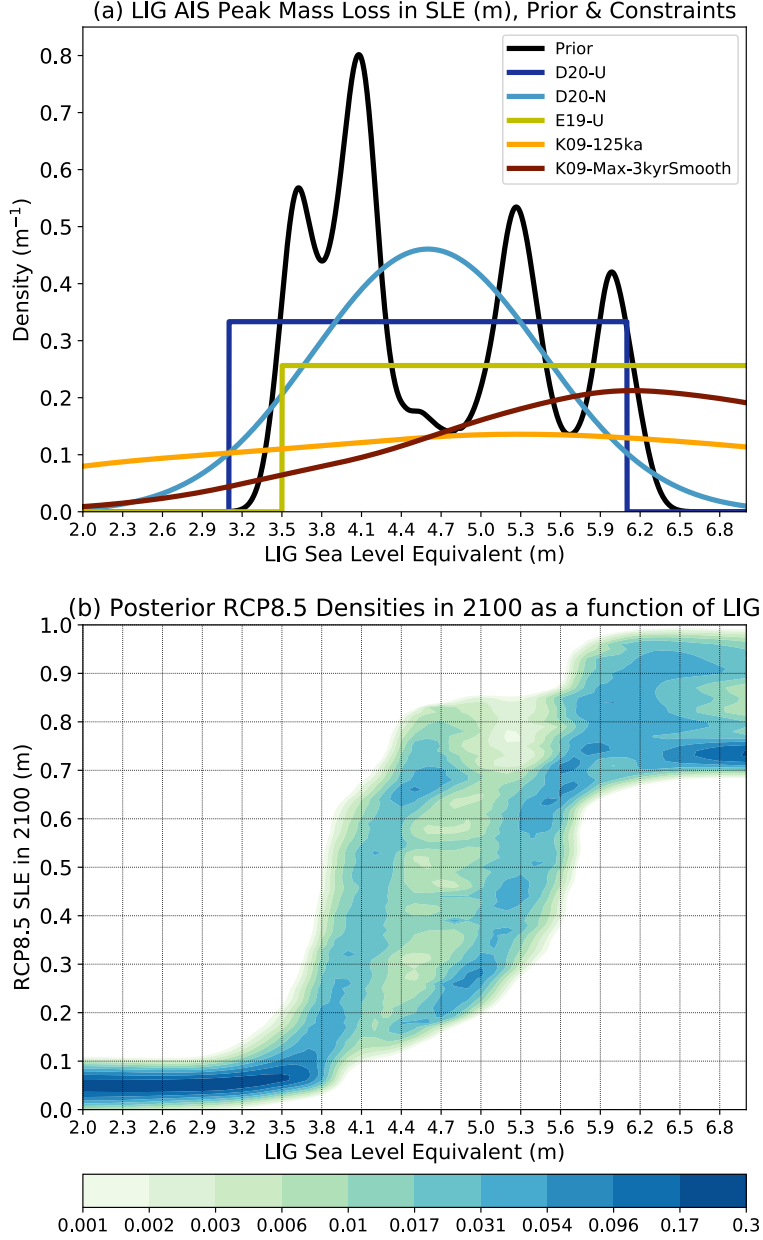 (a) LIG AIS Peak Mass Loss in SLE (m), Prior & Constraints
Prior
D20-U
D20-N
E19-U
K09-125ka
K09-Max-3kyrSmooth
Density (m⁻¹)
0.8
0.7
0.6
0.5
0.4
0.3
0.2
0.1
0.0
2.0 2.3 2.6 2.9 3.2 3.5 3.8 4.1 4.4 4.7 5.0 5.3 5.6 5.9 6.2 6.5 6.8
LIG Sea Level Equivalent (m)
(b) Posterior RCP8.5 Densities in 2100 as a function of LIG
RCP8.5 SLE in 2100 (m)
1.0
0.9
0.8
0.7
0.6
0.5
0.4
0.3
0.2
0.1
0.0
2.0 2.3 2.6 2.9 3.2 3.5 3.8 4.1 4.4 4.7 5.0 5.3 5.6 5.9 6.2 6.5 6.8
LIG Sea Level Equivalent (m)
0.001 0.002 0.003 0.006 0.01 0.017 0.031 0.054 0.096 0.17 0.3